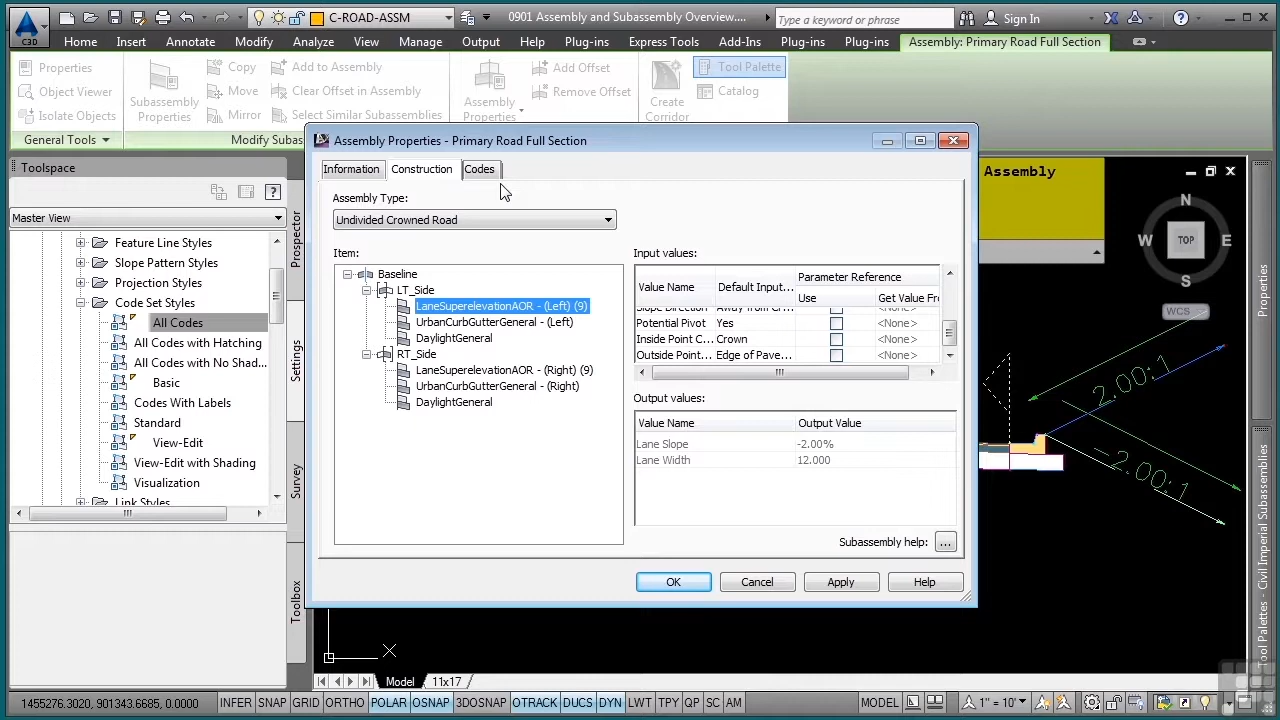 C3D
C-ROAD-ASSM
0901 Assembly and Subassembly Overview....
Type a keyword or phrase
Sign In
Home Insert Annotate Modify Analyze View Manage Output Help Plug-ins Express Tools Add-Ins Plug-ins Plug-ins Assembly: Primary Road Full Section
Properties
Object Viewer
Isolate Objects
General Tools
Subassembly
Properties
Copy
Move
Mirror
Add to Assembly
Clear Offset in Assembly
Select Similar Subassemblies
Modify Subas
Assembly
Properties
Add Offset
Remove Offset
Create
Corridor
Tool Palette
Catalog
Toolspace
Master View
Feature Line Styles
Slope Pattern Styles
Projection Styles
Code Set Styles
All Codes
All Codes with Hatching
All Codes with No Shad...
Basic
Codes With Labels
Standard
View-Edit
View-Edit with Shading
Visualization
Link Styles
Prospector
Settings
Survey
Toolbox
Assembly Properties - Primary Road Full Section
Information Construction Codes
Assembly Type:
Undivided Crowned Road
Item:
Baseline
LT_Side
LaneSuperelevationAOR - (Left) (9)
UrbanCurbGutterGeneral - (Left)
DaylightGeneral
RT_Side
LaneSuperelevationAOR - (Right) (9)
UrbanCurbGutterGeneral - (Right)
DaylightGeneral
Input values:
Value Name Default Input... Parameter Reference
Use Get Value Fr
Slope Direction Away from Cr <None>
Potential Pivot Yes <None>
Inside Point C... Crown <None>
Outside Point... Edge of Pave... <None>
Output values:
Value Name Output Value
Lane Slope -2.00%
Lane Width 12.000
Subassembly help: ...
OK Cancel Apply Help
Assembly
N
W TOP E
S
WCS
2.00:1
-2.00:1
Properties
Tool Palettes - Civil Imperial Subassemblies
Model 11x17
1455276.3020, 901343.6685, 0.0000
INFER SNAP GRID ORTHO POLAR OSNAP 3DOSNAP OTRACK DUCS DYN LWT TPY QP SC AM
MODEL
1" = 10'